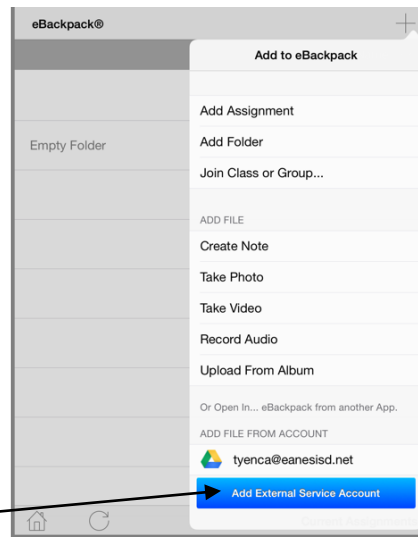 eBackpack®
Add to eBackpack
Add Assignment
Empty Folder
Add Folder
Join Class or Group...
ADD FILE
Create Note
Take Photo
Take Video
Record Audio
Upload From Album
Or Open In... eBackpack from another App.
ADD FILE FROM ACCOUNT
tyenca@eanesisd.net
Add External Service Account